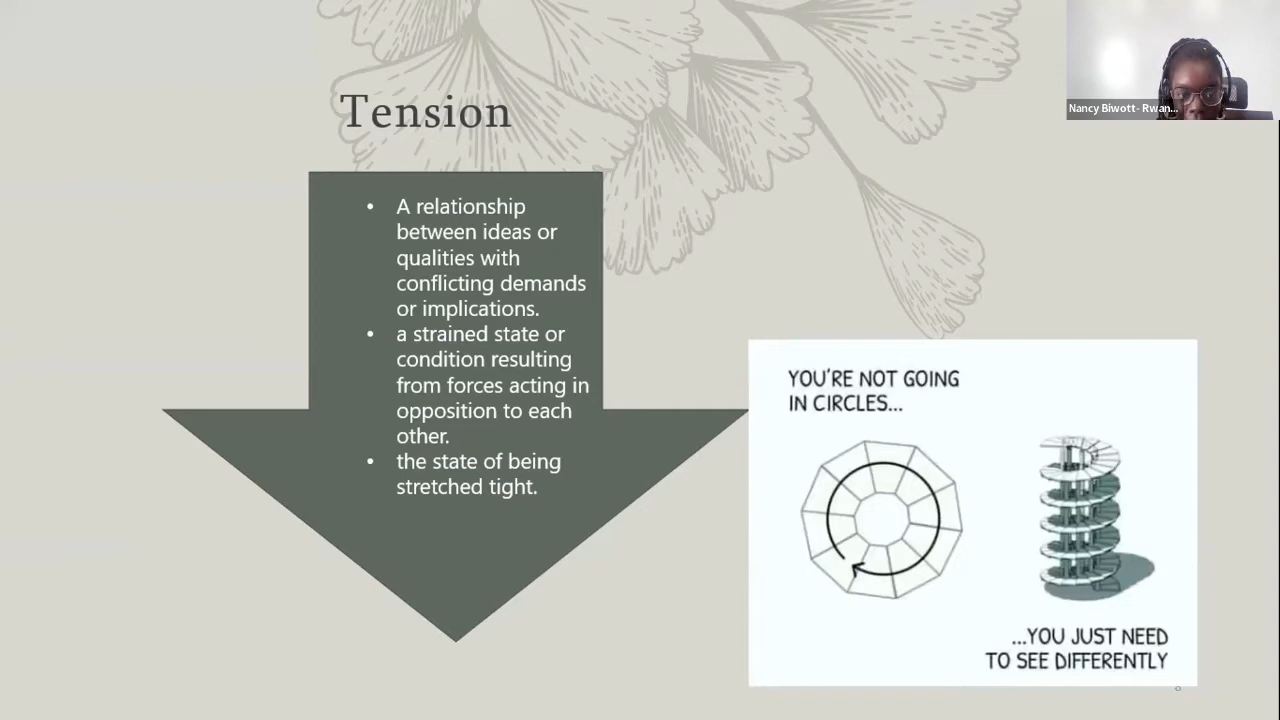 Tension
Nancy Biwott- Rwan...
• A relationship
between ideas or
qualities with
conflicting demands
or implications.
• a strained state or
condition resulting
from forces acting in
opposition to each
other.
• the state of being
stretched tight.
YOU'RE NOT GOING
IN CIRCLES...
...YOU JUST NEED
TO SEE DIFFERENTLY
8